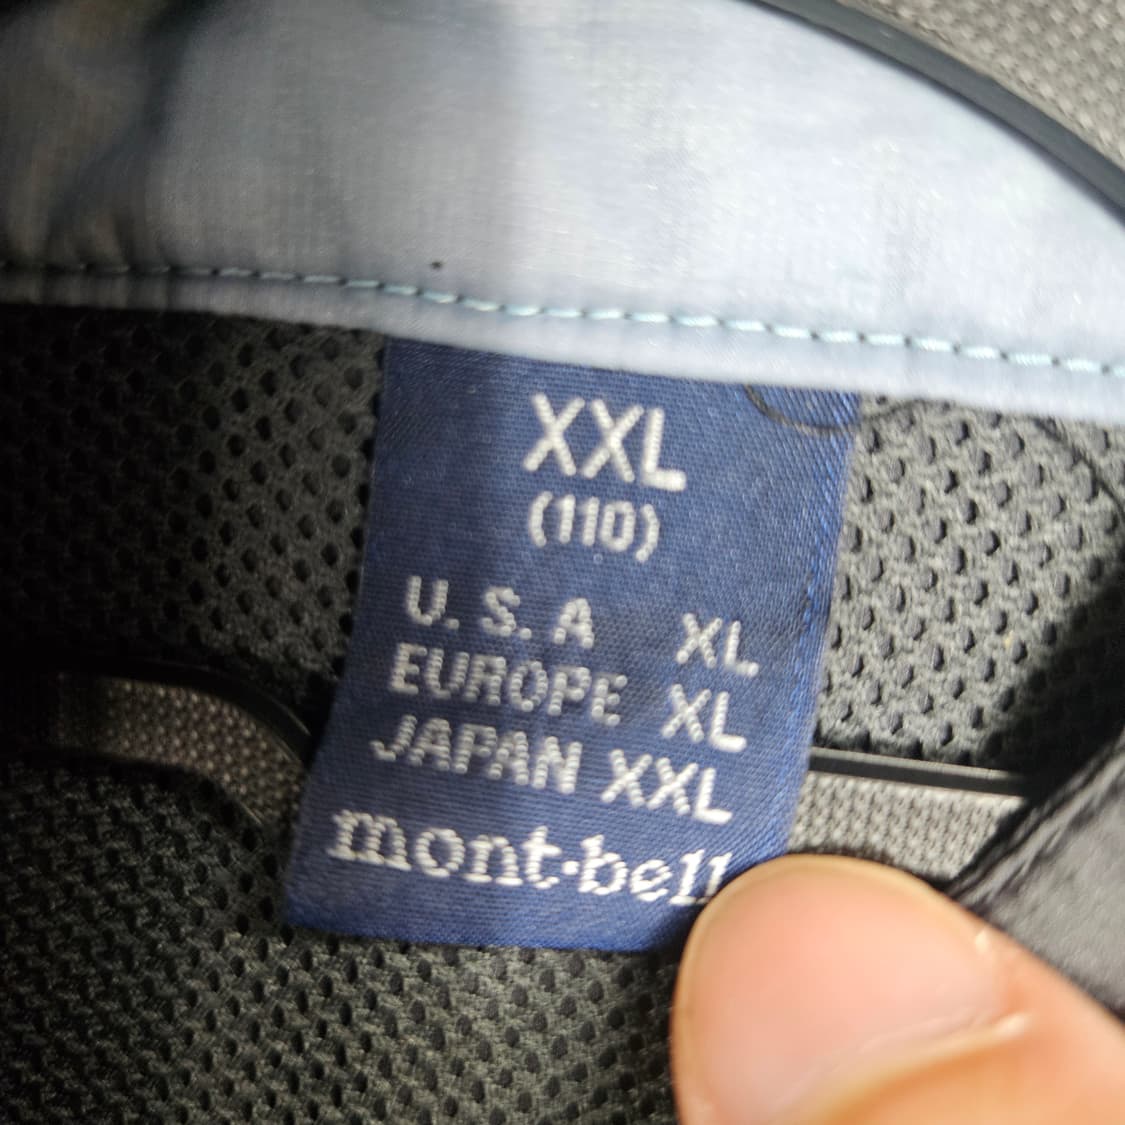 XXL
(110)
U.S.A XL
EUROPE XL
JAPAN XXL
mont·bell